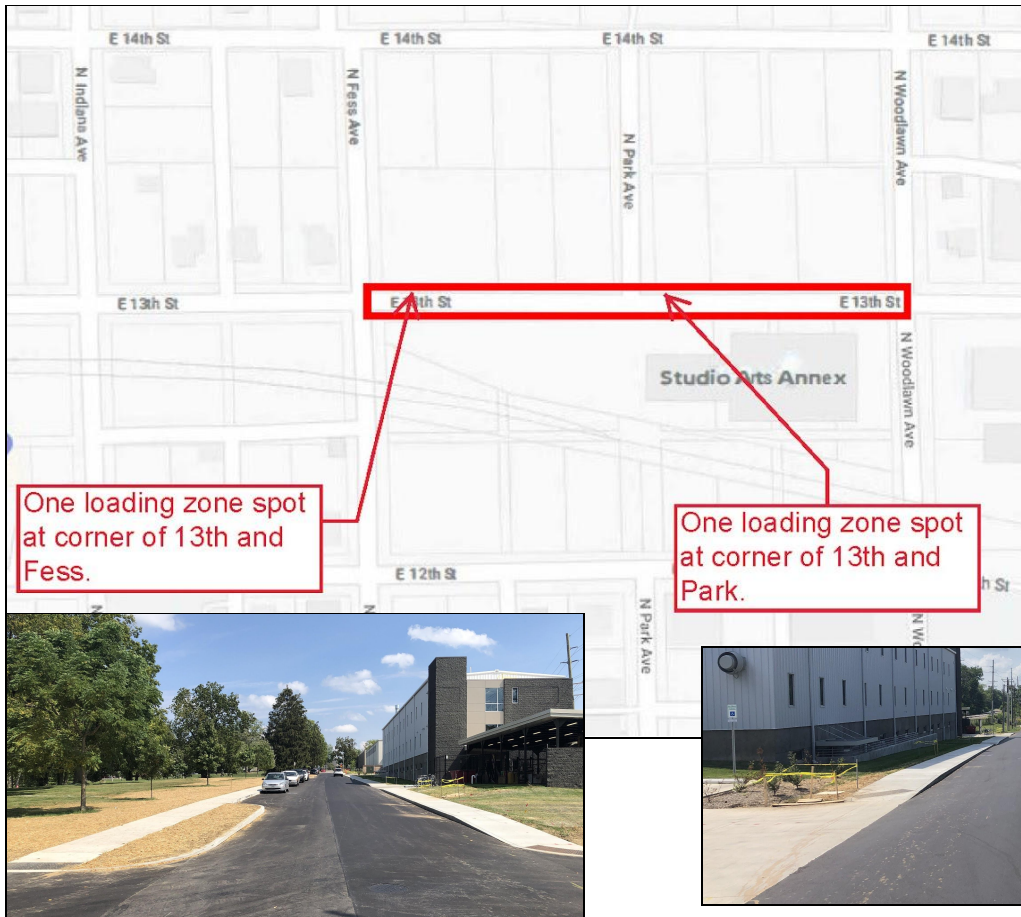 E 14th St
E 14th St
E 14th St
E 14th St
N Indiana Ave
N Fess Ave
N Park Ave
N Woodlawn Ave
E 13th St
E 13th St
E 13th St
Studio Arts Annex
N Woodlawn Ave
One loading zone spot
at corner of 13th and
Fess.
One loading zone spot
at corner of 13th and
Park.
E 12th St
h St
N
N
N Park Ave
N Wo